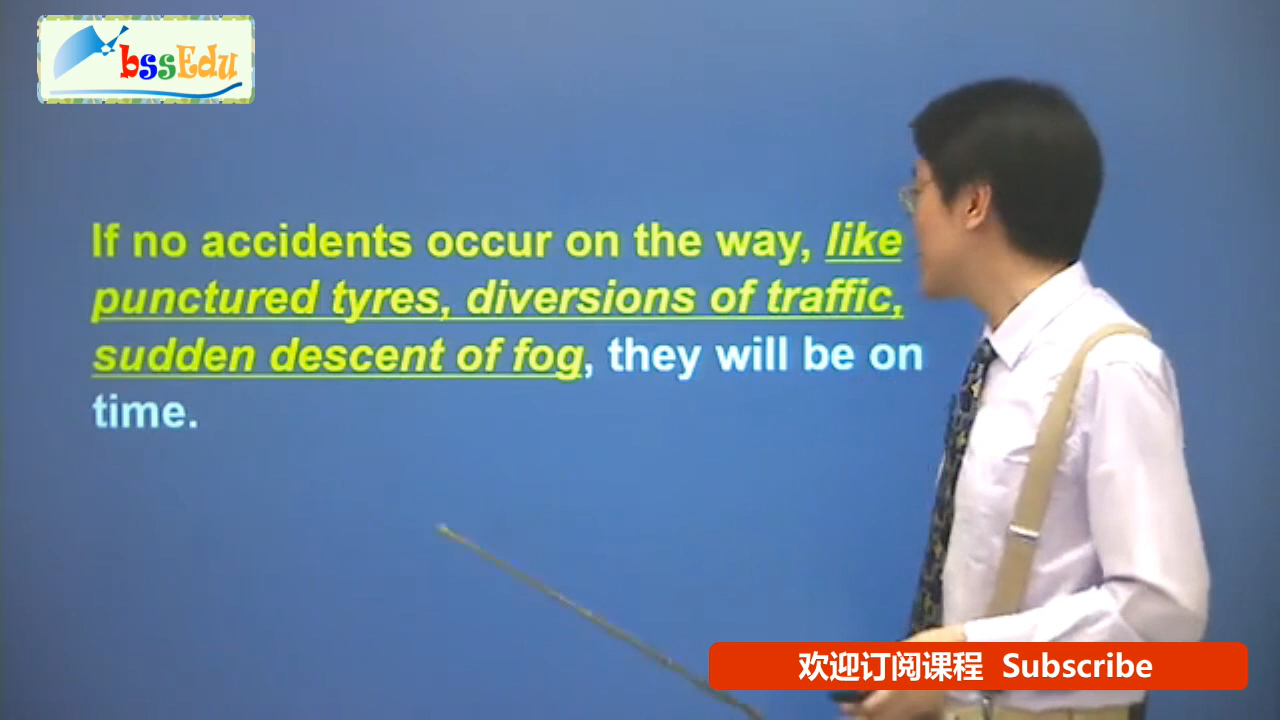 bssEdu
If no accidents occur on the way, like
punctured tyres, diversions of traffic,
sudden descent of fog, they will be on
time.
欢迎订阅课程 Subscribe